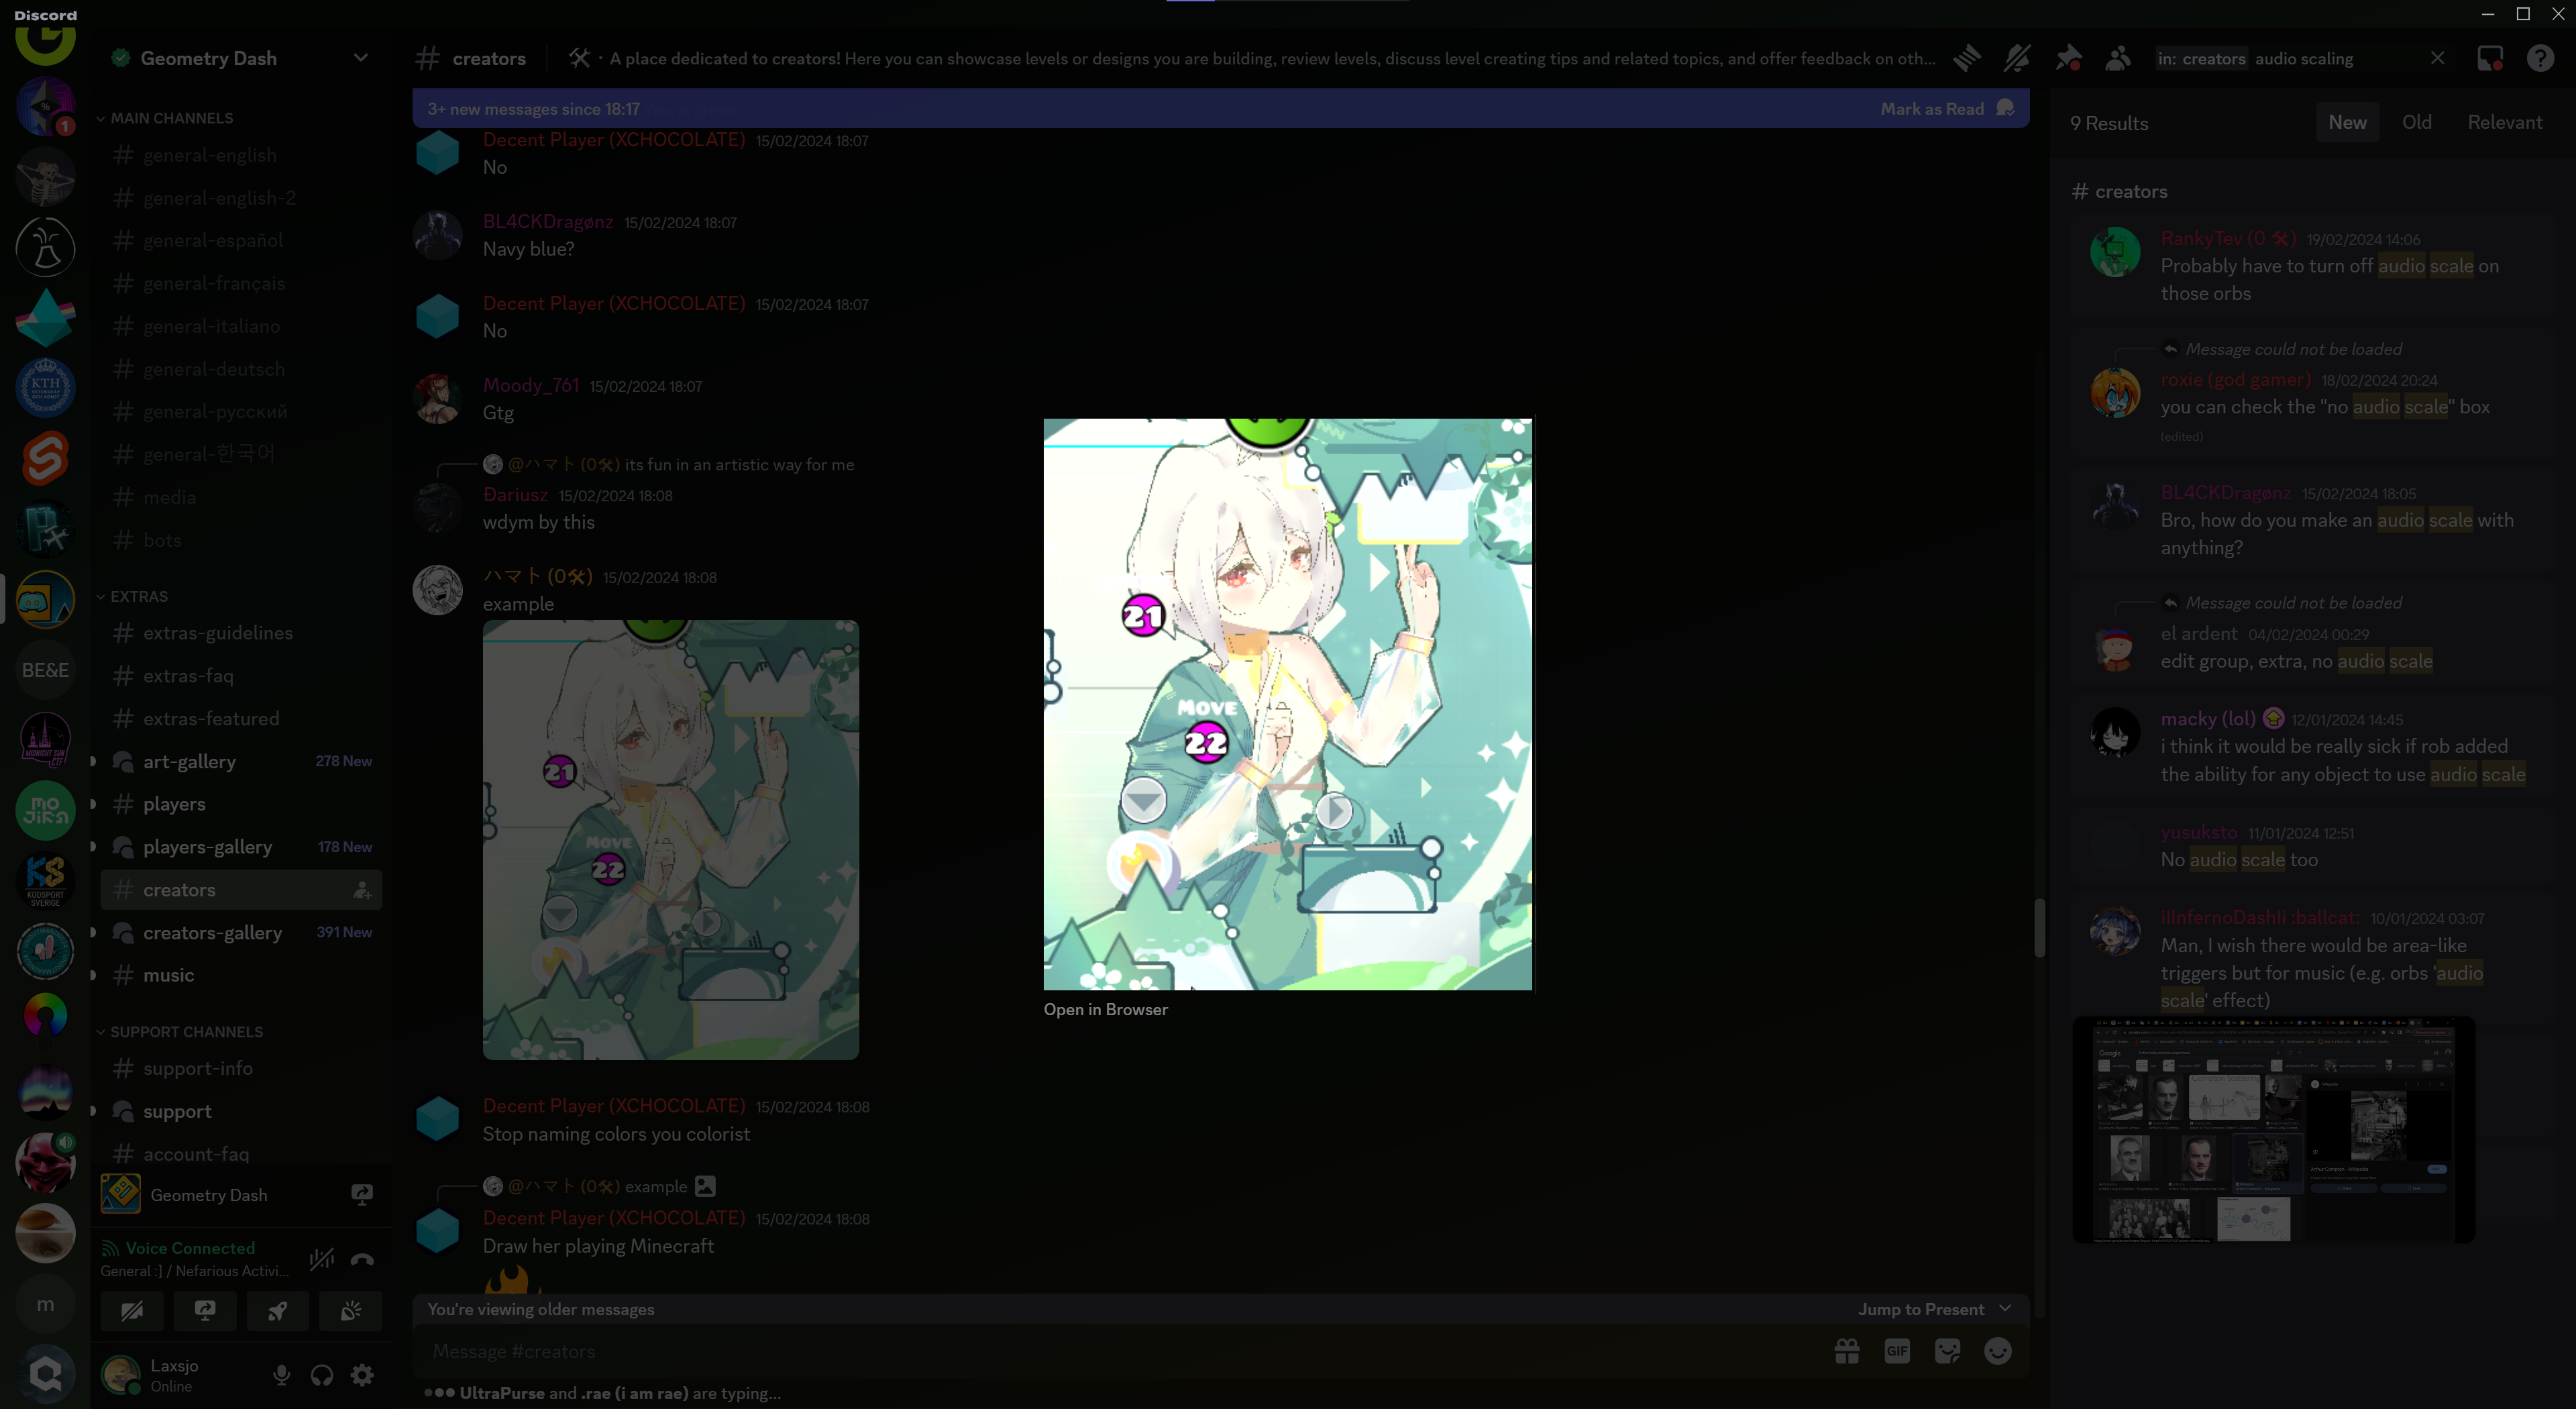 Discord
Geometry Dash
MAIN CHANNELS
general-english
general-english-2
general-español
general-français
general-italiano
general-deutsch
general-русский
general-한국어
media
bots
EXTRAS
extras-guidelines
extras-faq
extras-featured
art-gallery 278 New
players
players-gallery 178 New
creators
creators-gallery 391 New
music
SUPPORT CHANNELS
support-info
support
account-faq
Geometry Dash
Voice Connected
General :] / Nefarious Activi...
Laxsjo
Online
1
KTH
BE&E
MIDNIGHT SUN
CTF
KODSPORT
SVERIGE
m
# creators
· A place dedicated to creators! Here you can showcase levels or designs you are building, review levels, discuss level creating tips and related topics, and offer feedback on oth...
in: creators audio scaling
3+ new messages since 18:17
Mark as Read
Decent Player (XCHOCOLATE) 15/02/2024 18:07
No
BL4CKDragønz 15/02/2024 18:07
Navy blue?
Decent Player (XCHOCOLATE) 15/02/2024 18:07
No
Moody_761 15/02/2024 18:07
Gtg
@ハマト (0🛠) its fun in an artistic way for me
Đariusz 15/02/2024 18:08
wdym by this
ハマト (0🛠) 15/02/2024 18:08
example
21
MOVE
22
Decent Player (XCHOCOLATE) 15/02/2024 18:08
Stop naming colors you colorist
@ハマト (0🛠) example
Decent Player (XCHOCOLATE) 15/02/2024 18:08
Draw her playing Minecraft
You're viewing older messages
Jump to Present
Message #creators
GIF
UltraPurse and .rae (i am rae) are typing...
21
MOVE
22
Open in Browser
9 Results
New Old Relevant
# creators
RankyTev (0 🛠) 19/02/2024 14:06
Probably have to turn off audio scale on
those orbs
Message could not be loaded
roxie (god gamer) 18/02/2024 20:24
you can check the "no audio scale" box
(edited)
BL4CKDragønz 15/02/2024 18:05
Bro, how do you make an audio scale with
anything?
Message could not be loaded
el ardent 04/02/2024 00:29
edit group, extra, no audio scale
macky (lol) 12/01/2024 14:45
i think it would be really sick if rob added
the ability for any object to use audio scale
yusuksto 11/01/2024 12:51
No audio scale too
iIInfernoDashIi :ballcat: 10/01/2024 03:07
Man, I wish there would be area-like
triggers but for music (e.g. orbs 'audio
scale' effect)
Google